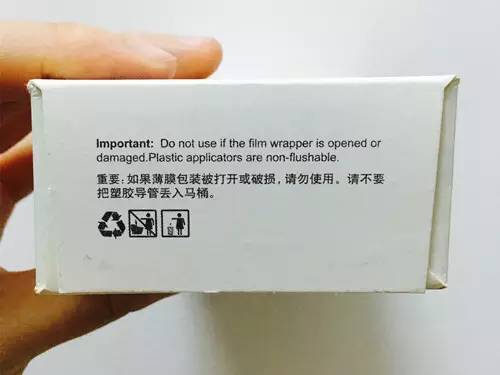 Important: Do not use if the film wrapper is opened or
damaged.Plastic applicators are non-flushable.
重要: 如果薄膜包装被打开或破损, 请勿使用。请不要
把塑胶导管丢入马桶。